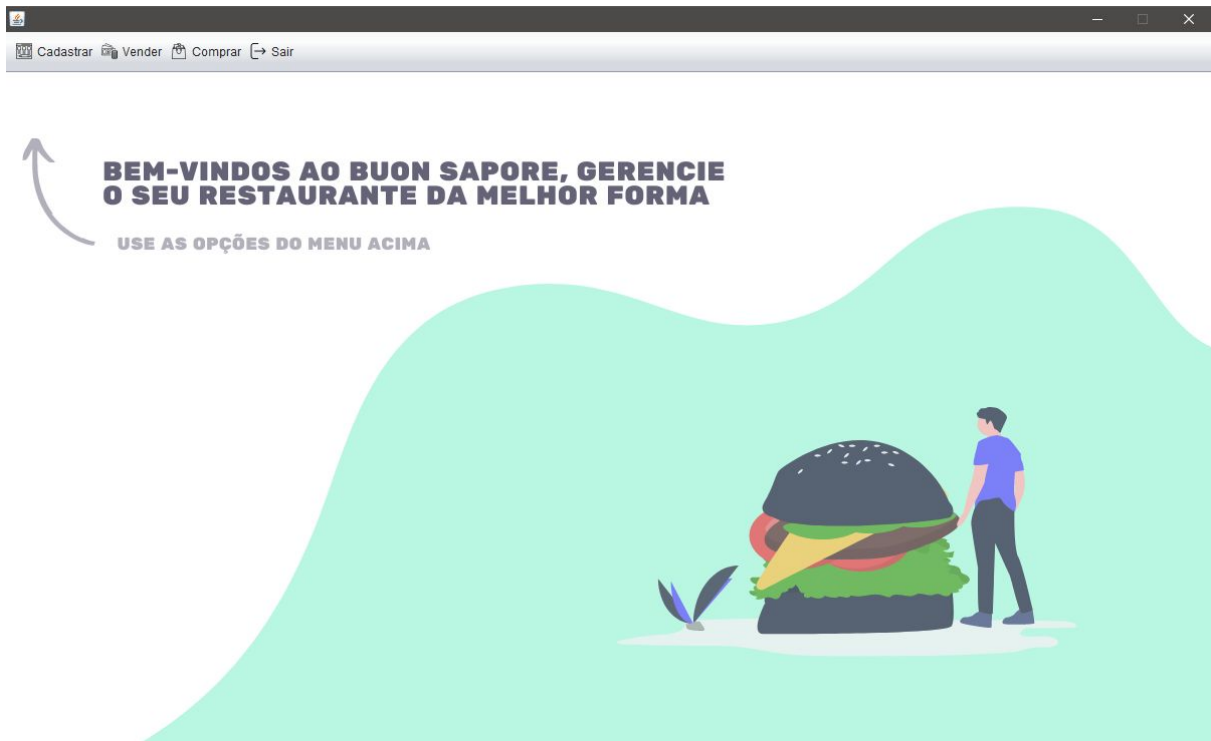 Cadastrar Vender Comprar Sair
BEM-VINDOS AO BUON SAPORE, GERENCIE
O SEU RESTAURANTE DA MELHOR FORMA
USE AS OPÇÕES DO MENU ACIMA